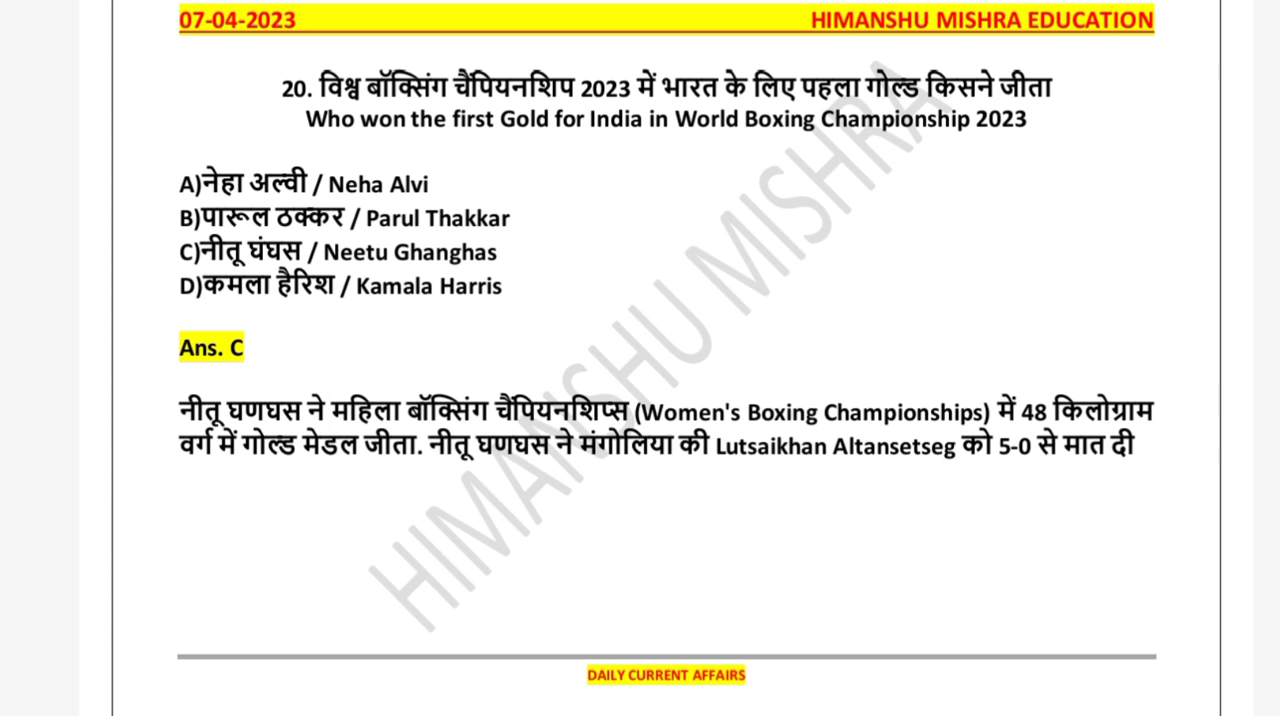 07-04-2023 HIMANSHU MISHRA EDUCATION
20. विश्व बॉक्सिंग चैंपियनशिप 2023 में भारत के लिए पहला गोल्ड किसने जीता
Who won the first Gold for India in World Boxing Championship 2023
A)नेहा अल्वी / Neha Alvi
B)पारूल ठक्कर / Parul Thakkar
C)नीतू घंघस / Neetu Ghanghas
D)कमला हैरिश / Kamala Harris
Ans. C
नीतू घणघस ने महिला बॉक्सिंग चैंपियनशिप्स (Women's Boxing Championships) में 48 किलोग्राम
वर्ग में गोल्ड मेडल जीता. नीतू घणघस ने मंगोलिया की Lutsaikhan Altansetseg को 5-0 से मात दी
HIMANSHU MISHRA
DAILY CURRENT AFFAIRS